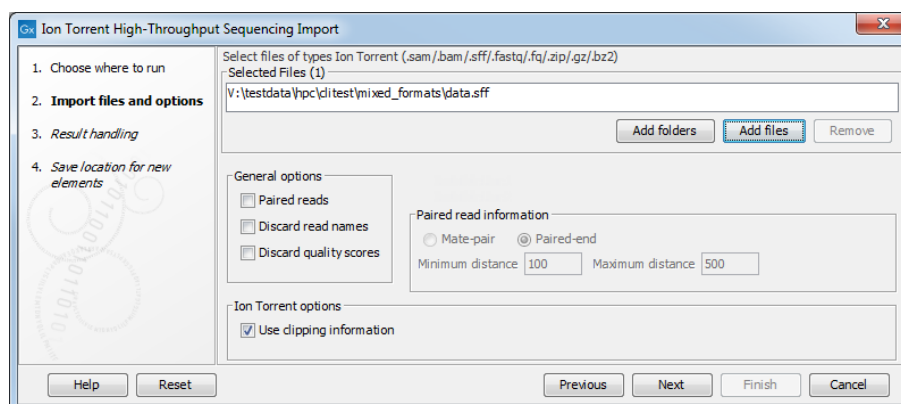 Gx Ion Torrent High-Throughput Sequencing Import
1. Choose where to run
2. Import files and options
3. Result handling
4. Save location for new
elements
Select files of types Ion Torrent (.sam/.bam/.sff/.fastq/.fq/.zip/.gz/.bz2)
Selected Files (1)
V:\testdata\hpc\clitest\mixed_formats\data.sff
Add folders Add files Remove
General options
Paired reads
Discard read names
Discard quality scores
Paired read information
Mate-pair Paired-end
Minimum distance 100 Maximum distance 500
Ion Torrent options
Use clipping information
Help Reset Previous Next Finish Cancel